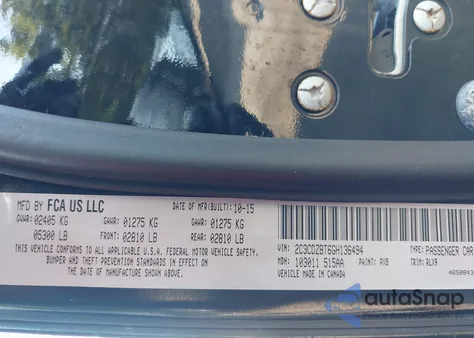 MFD BY FCA US LLC
DATE OF MFR(BUILT): 10-15
GVWR: 02405 KG GAWR: 01275 KG GAWR: 01275 KG
05300 LB FRONT: 02810 LB REAR: 02810 LB
THIS VEHICLE CONFORMS TO ALL APPLICABLE U.S.A. FEDERAL MOTOR VEHICLE SAFETY,
BUMPER AND THEFT PREVENTION STANDARDS IN EFFECT ON
THE DATE OF MANUFACTURE SHOWN ABOVE.
VIN: 2C3CDZBT6GH136494 TYPE: PASSENGER CAR
MDH: 103011 515AA PAINT: PXB TRIM: RLX9
VEHICLE MADE IN CANADA
autoSnap